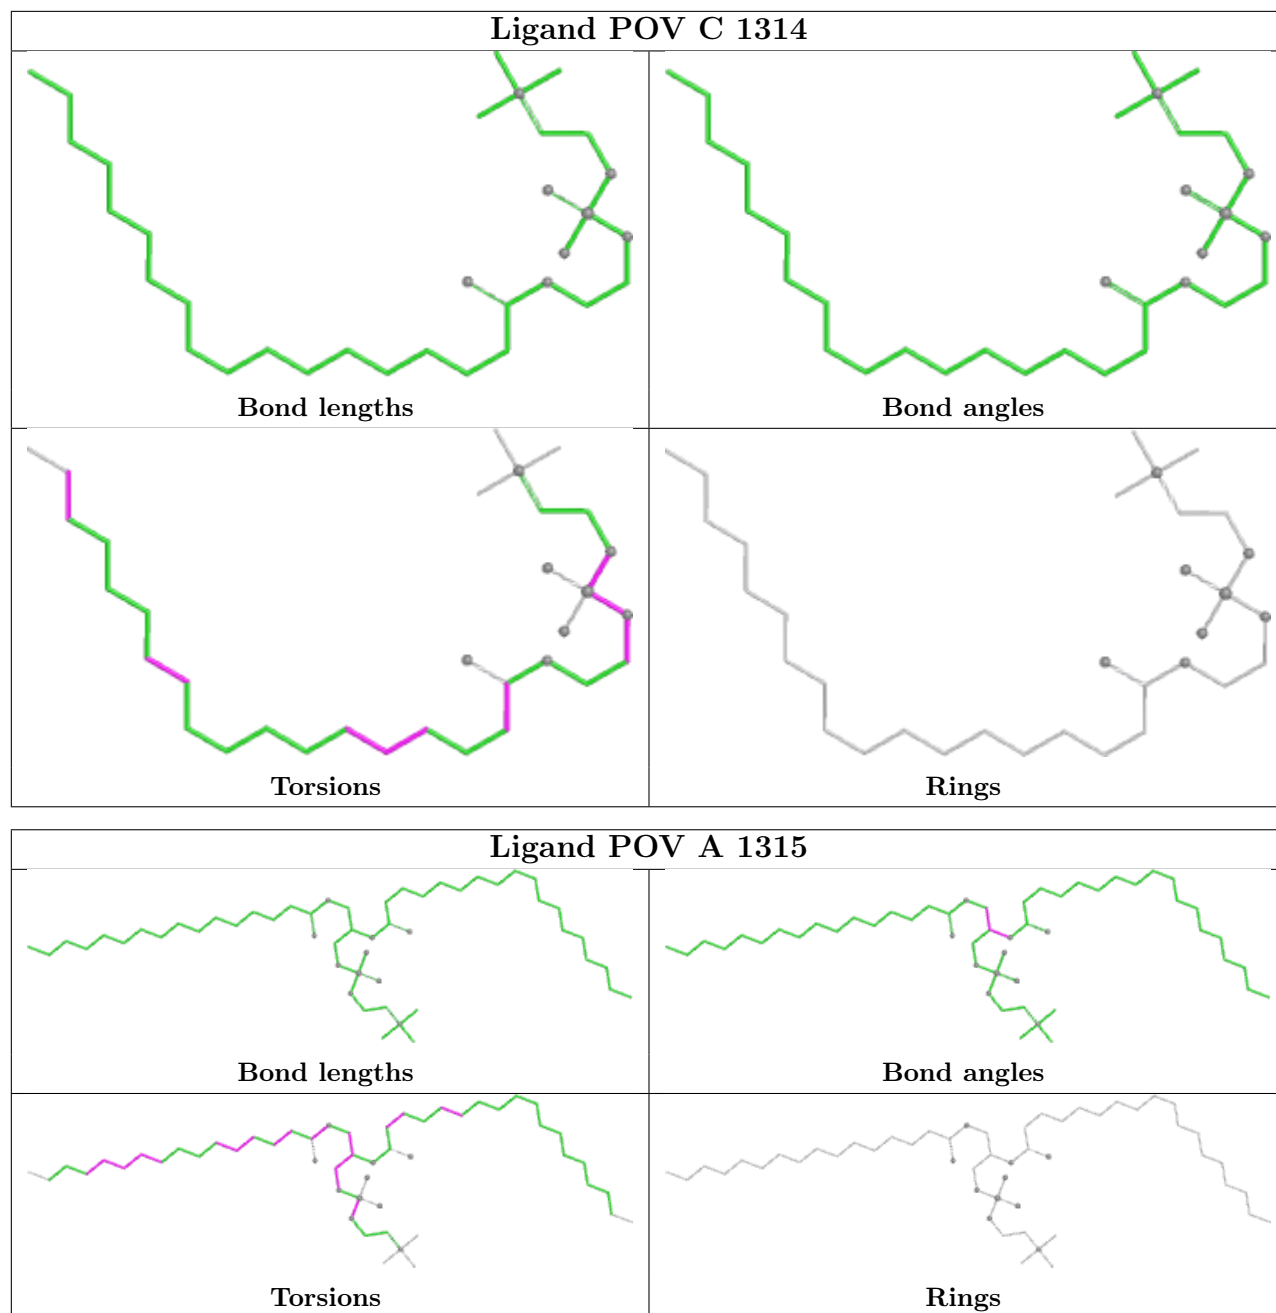 Ligand POV C 1314
Bond lengths
Bond angles
Torsions
Rings
Ligand POV A 1315
Bond lengths
Bond angles
Torsions
Rings